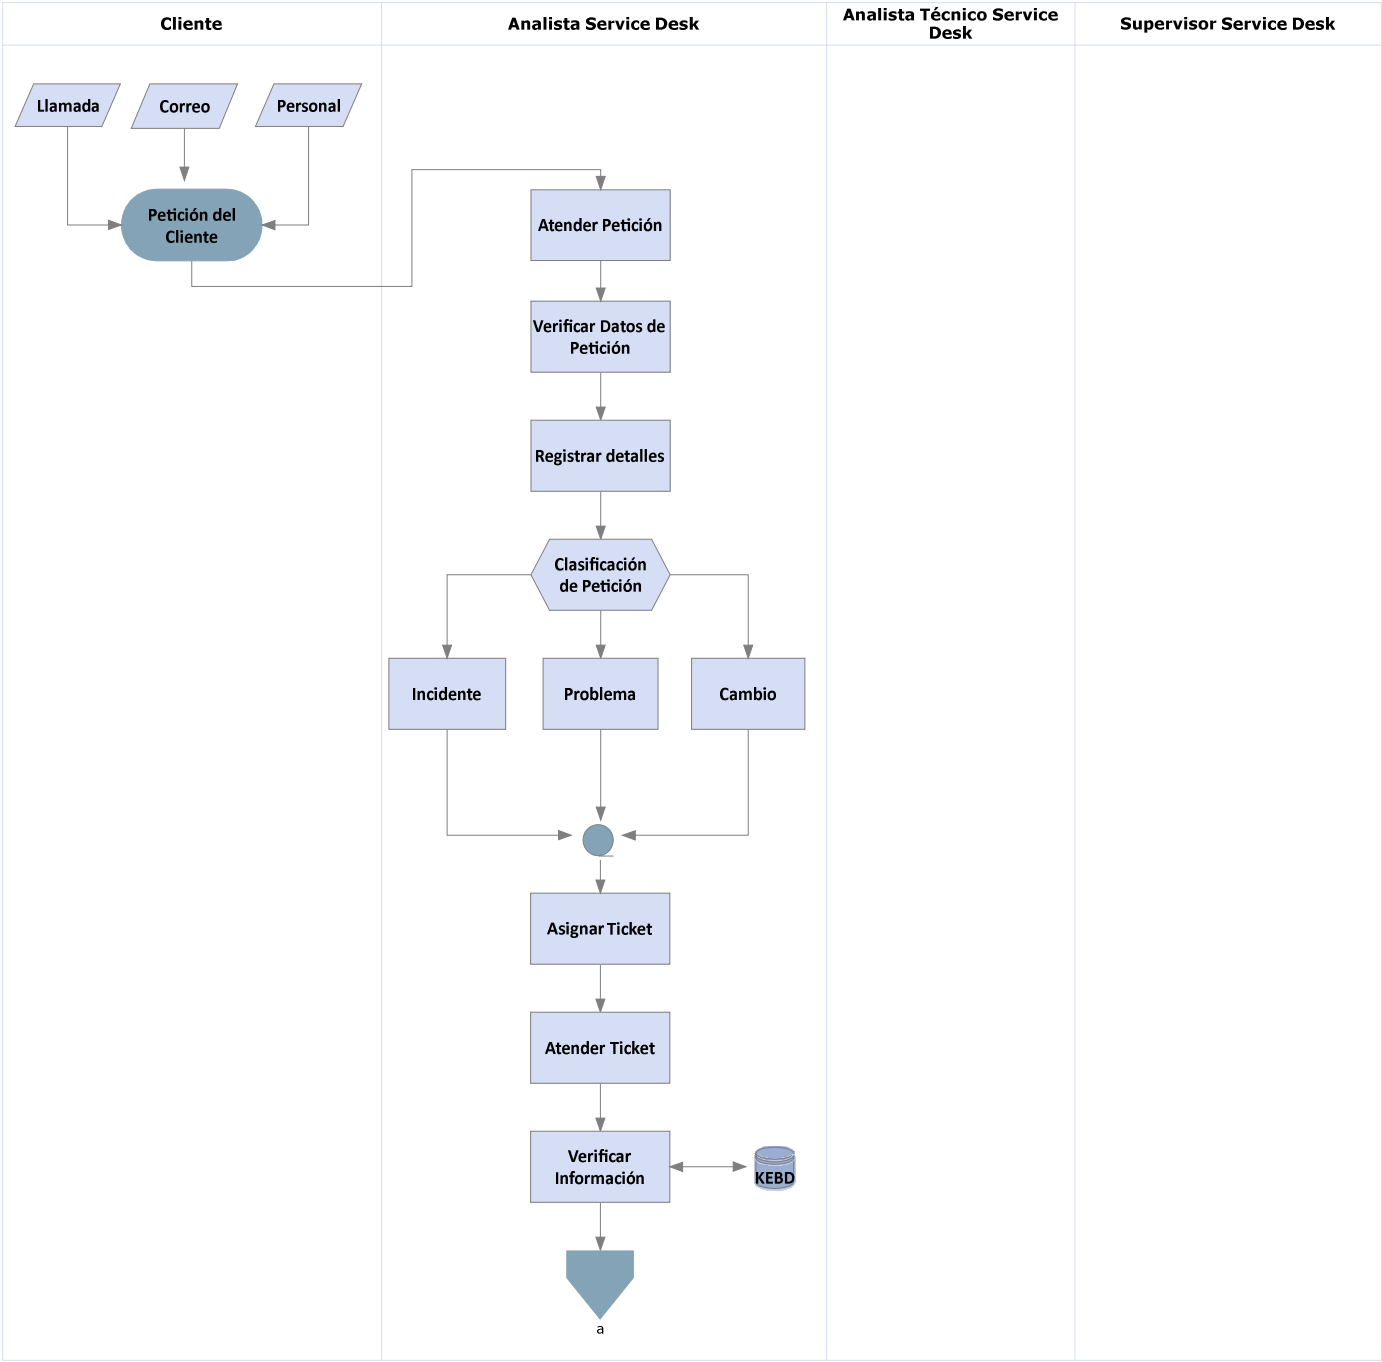 Cliente
Analista Service Desk
Analista Técnico Service
Desk
Supervisor Service Desk
Llamada
Correo
Personal
Petición del
Cliente
Atender Petición
Verificar Datos de
Petición
Registrar detalles
Clasificación
de Petición
Incidente
Problema
Cambio
Asignar Ticket
Atender Ticket
Verificar
Información
KEBD
a